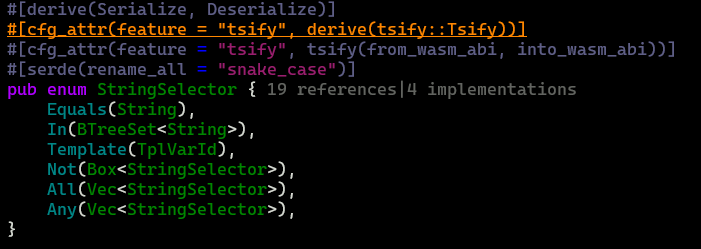 #[derive(Serialize, Deserialize)]
#[cfg_attr(feature = "tsify", derive(tsify::Tsify))]
#[cfg_attr(feature = "tsify", tsify(from_wasm_abi, into_wasm_abi))]
#[serde(rename_all = "snake_case")]
pub enum StringSelector { 19 references|4 implementations
    Equals(String),
    In(BTreeSet<String>),
    Template(TplVarId),
    Not(Box<StringSelector>),
    All(Vec<StringSelector>),
    Any(Vec<StringSelector>),
}